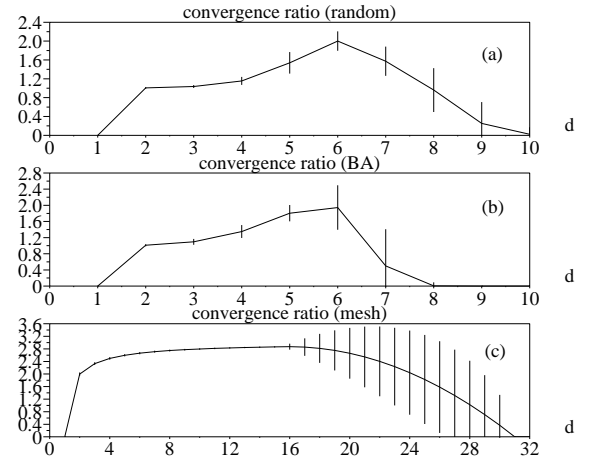 convergence ratio (random)
2.4
2.0
1.6
1.2
0.8
0.4
0
(a)
0 1 2 3 4 5 6 7 8 9 10
d
convergence ratio (BA)
2.8
2.4
2.0
1.6
1.2
0.8
0.4
0
(b)
0 1 2 3 4 5 6 7 8 9 10
d
convergence ratio (mesh)
3.6
3.2
2.8
2.4
2.0
1.6
1.2
0.8
0.4
0
(c)
0 4 8 12 16 20 24 28 32
d